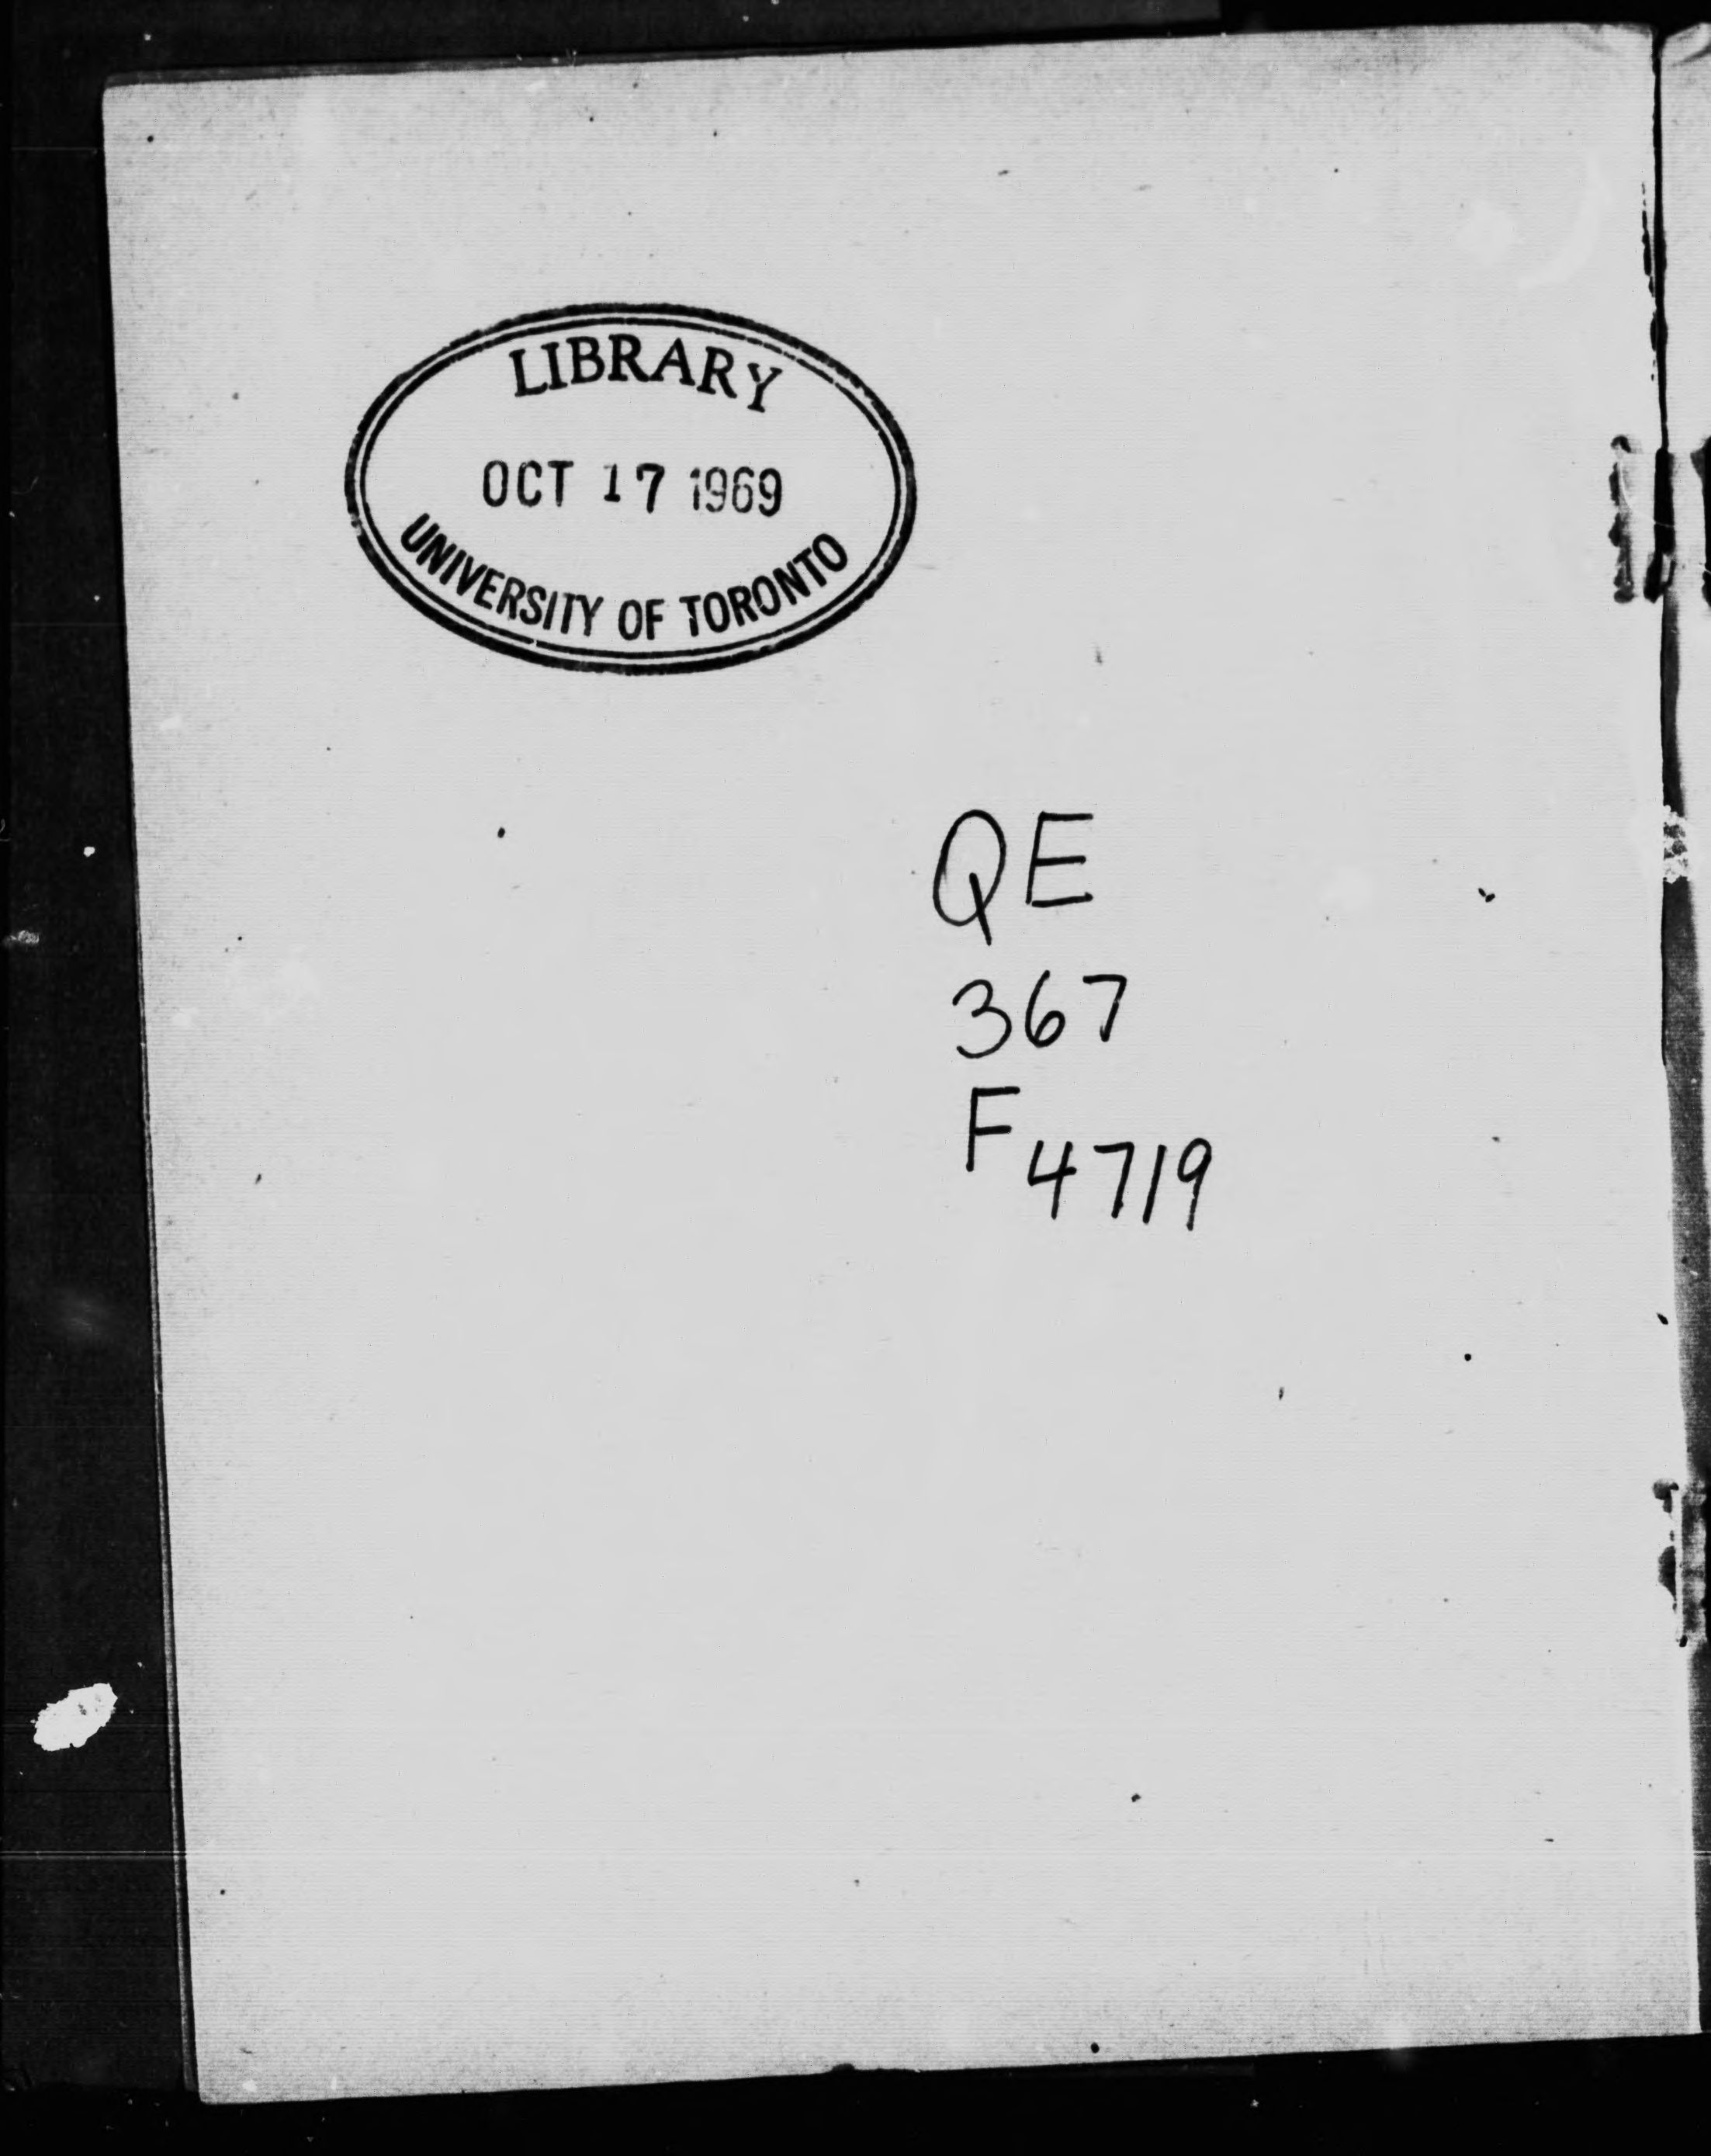 LIBRARY
OCT 17 1969
UNIVERSITY OF TORONTO
QE
367
F4719